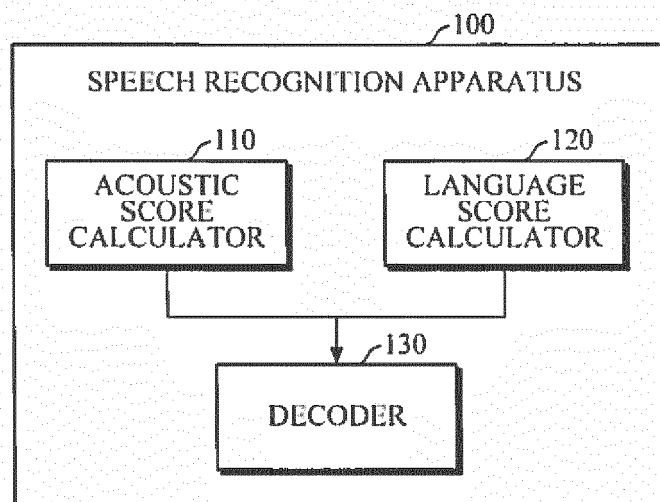 100
SPEECH RECOGNITION APPARATUS
110
120
ACOUSTIC
SCORE
CALCULATOR
LANGUAGE
SCORE
CALCULATOR
130
DECODER